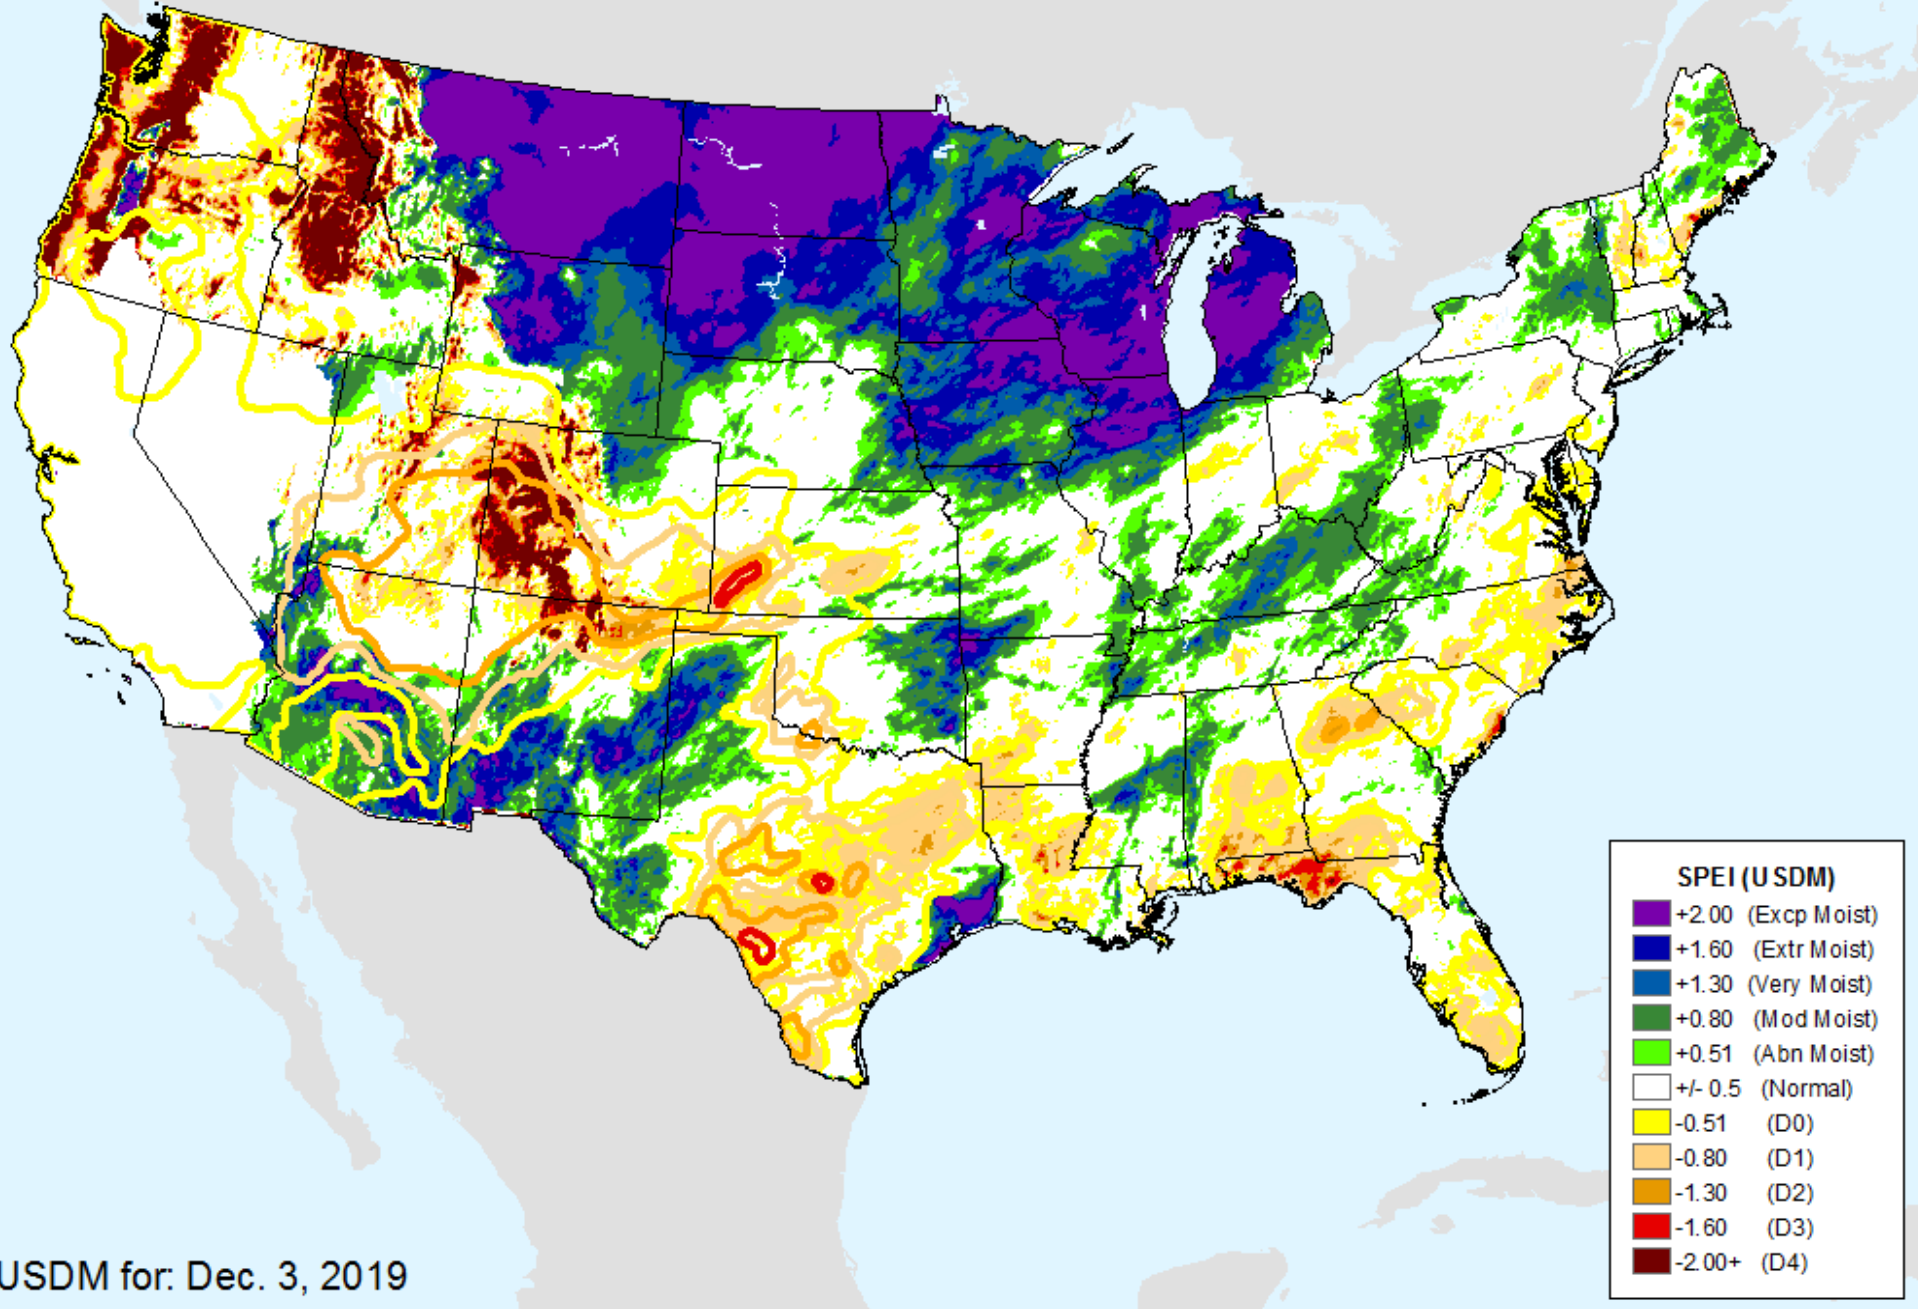 SPEI (USDM)
+2.00 (Excp Moist)
+1.60 (Extr Moist)
+1.30 (Very Moist)
+0.80 (Mod Moist)
+0.51 (Abn Moist)
+/- 0.5 (Normal)
-0.51 (D0)
-0.80 (D1)
-1.30 (D2)
-1.60 (D3)
-2.00+ (D4)
USDM for: Dec. 3, 2019